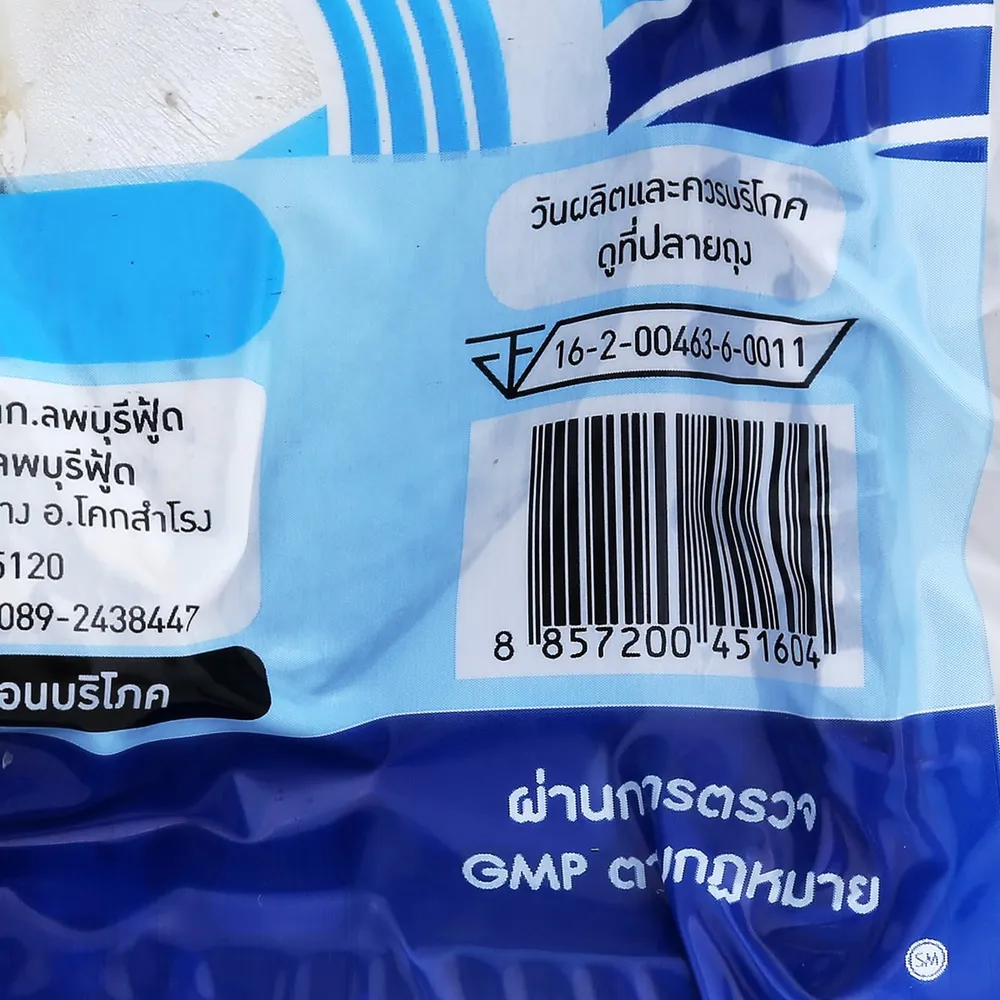 วันผลิตและควรบริโภค
ดูที่ปลายถุง
16-2-00463-6-0011
8 857200 451604
หจก.ลพบุรีฟู้ด
ลพบุรีฟู้ด
อ.โคกสำโรง
5120
089-2438447
อนบริโภค
ผ่านการตรวจ
GMP ตามกฎหมาย
SM